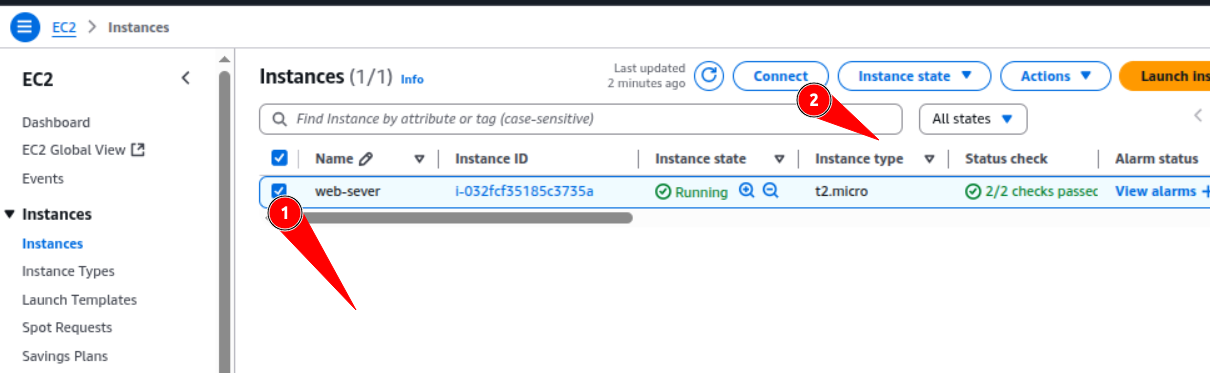 EC2 > Instances
EC2
Dashboard
EC2 Global View
Events
Instances
Instances
Instance Types
Launch Templates
Spot Requests
Savings Plans
Instances (1/1) Info
Last updated
2 minutes ago
Connect
Instance state
Actions
Launch ins
Find Instance by attribute or tag (case-sensitive)
All states
Name Instance ID Instance state Instance type Status check Alarm status
web-sever i-032fcf35185c3735a Running t2.micro 2/2 checks passec View alarms +
1
2